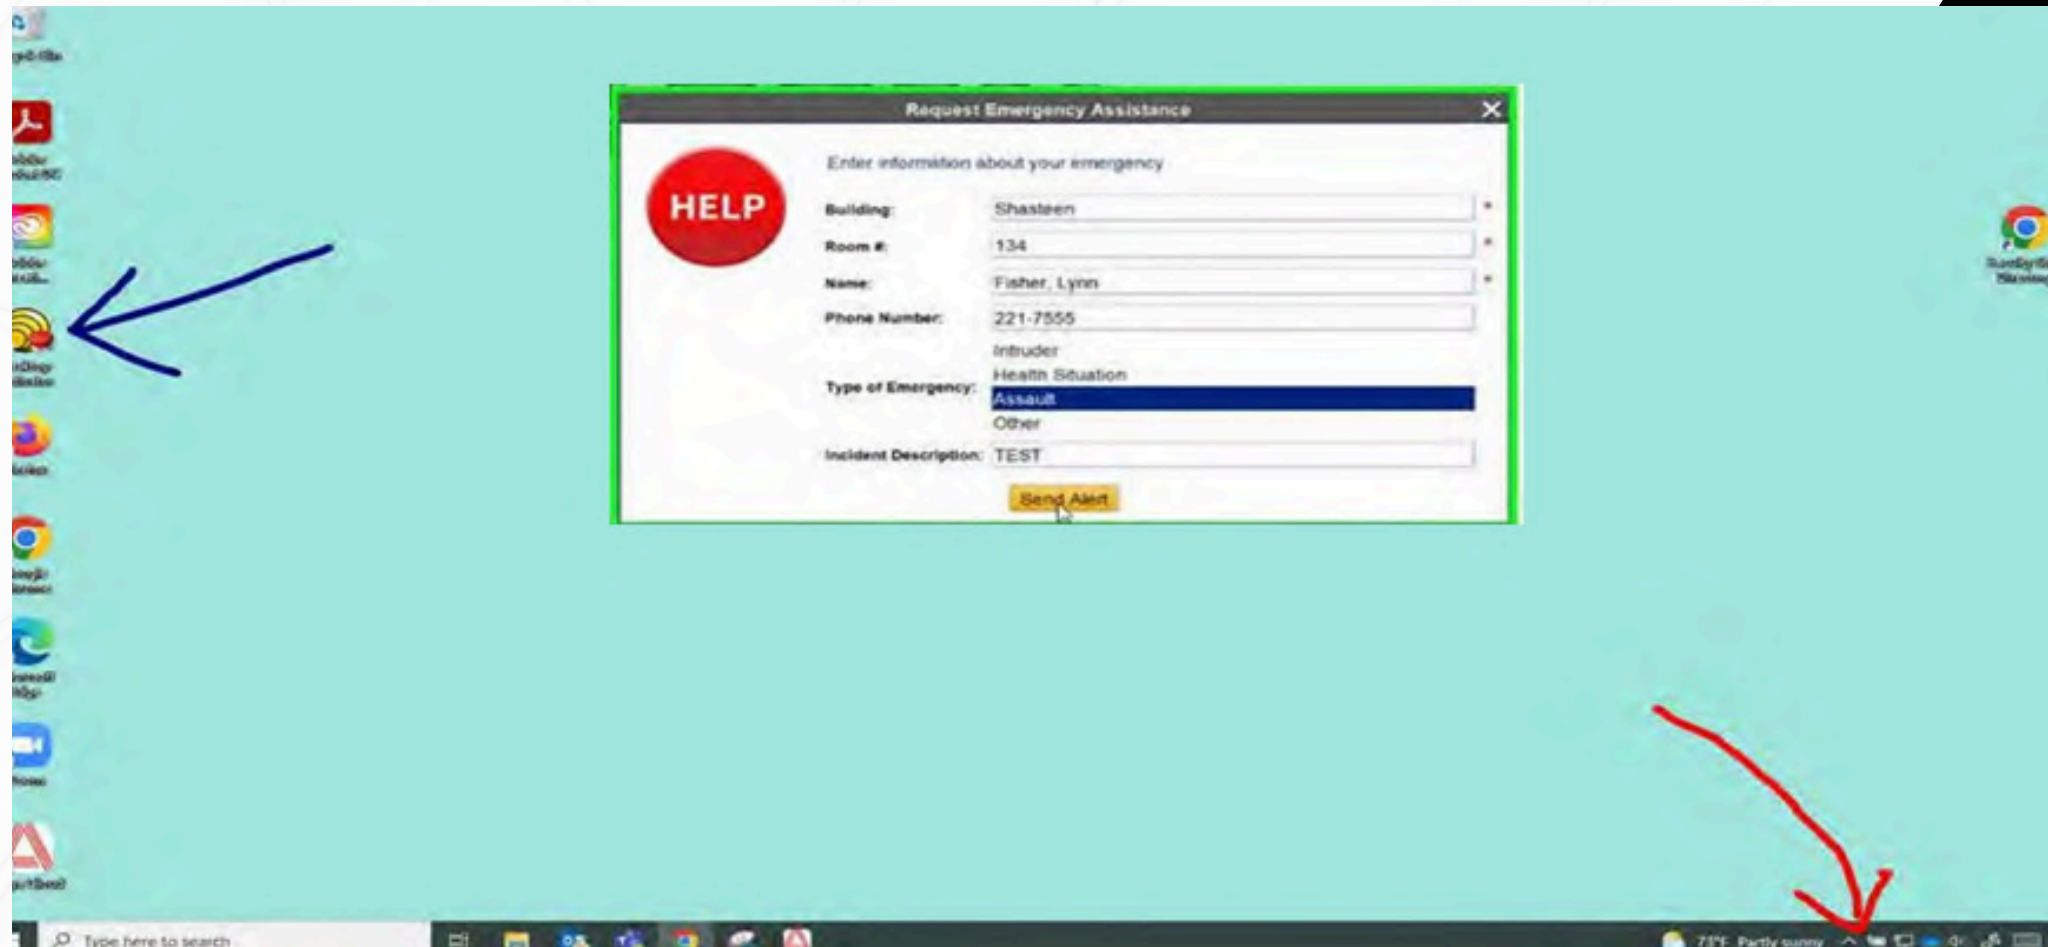 Request Emergency Assistance
HELP
Enter information about your emergency
Building: Shasteen *
Room #: 134 *
Name: Fisher, Lynn *
Phone Number: 221-7555
Intruder
Health Situation
Type of Emergency:
Assault
Other
Incident Description: TEST
Send Alert
Type here to search
73°F Partly sunny